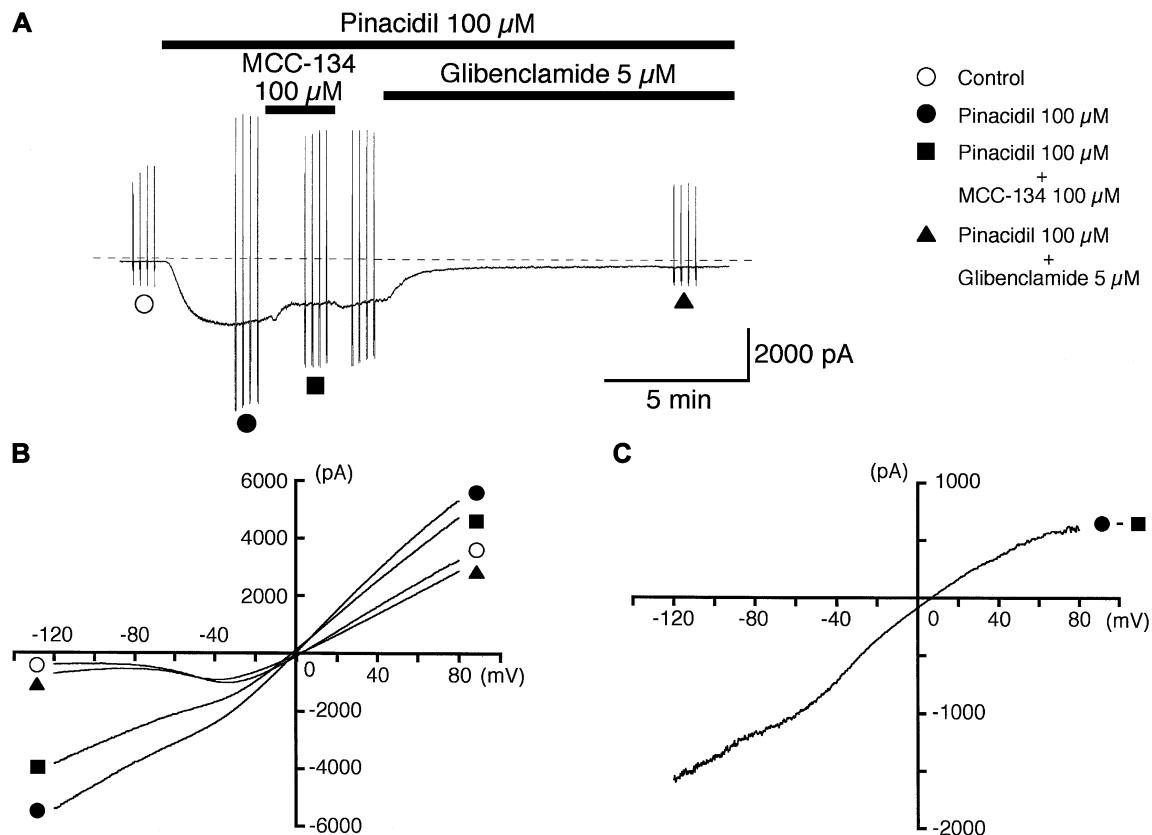 A
Pinacidil 100 µM
MCC-134
100 µM
Glibenclamide 5 µM
2000 pA
5 min
Control
Pinacidil 100 µM
Pinacidil 100 µM
+
MCC-134 100 µM
Pinacidil 100 µM
+
Glibenclamide 5 µM
B
(pA)
6000
4000
2000
-120 -80 -40
0 40 80 (mV)
-2000
-4000
-6000
C
(pA)
1000
-
-120 -80 -40 0 40 80 (mV)
-1000
-2000